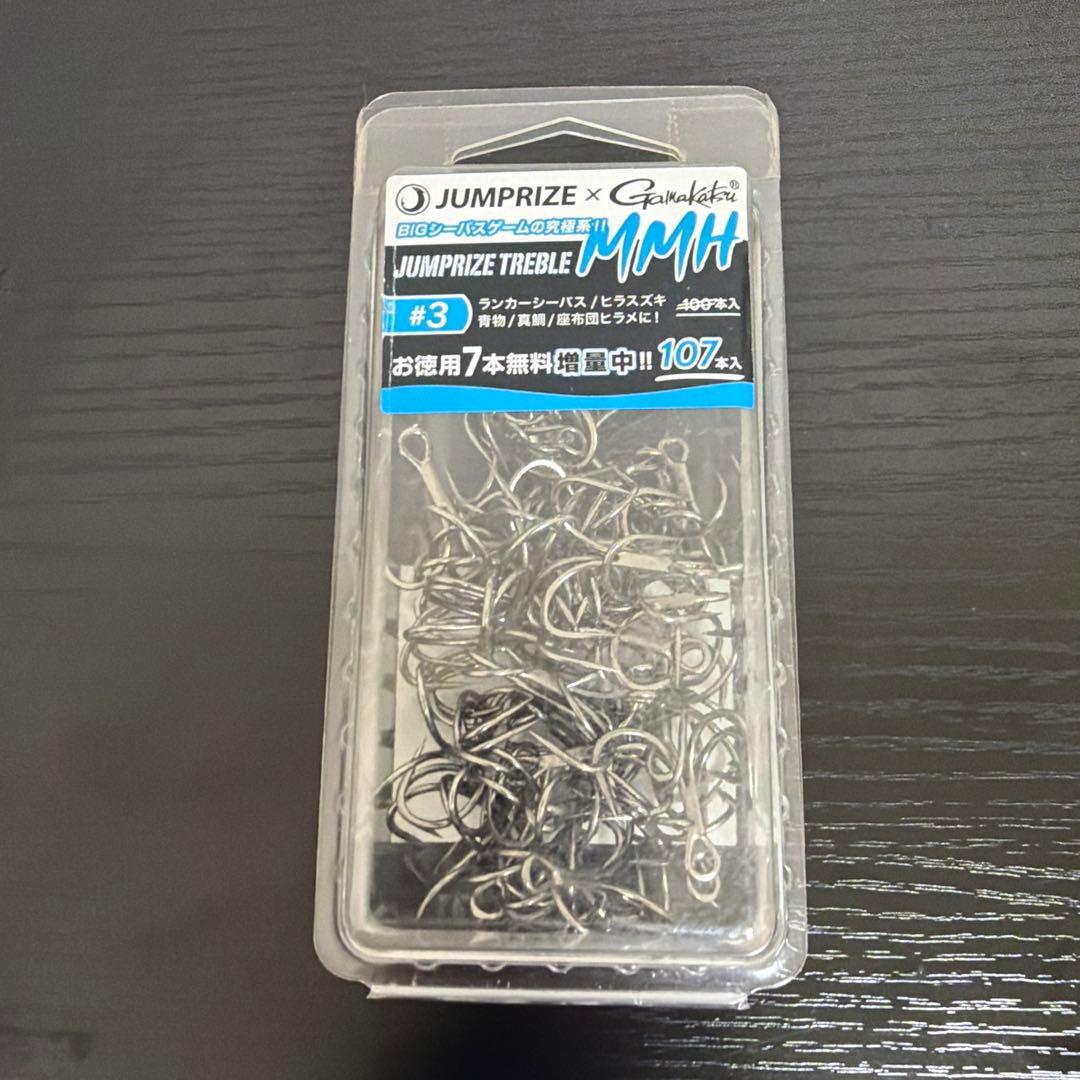 JUMPRIZE × Gamakatsu®
BIGシーバスゲームの究極系!!
JUMPRIZE TREBLE MMH
#3
ランカーシーバス/ヒラスズキ
青物/真鯛/座布団ヒラメに!
100本入
お徳用7本無料増量中!! 107本入